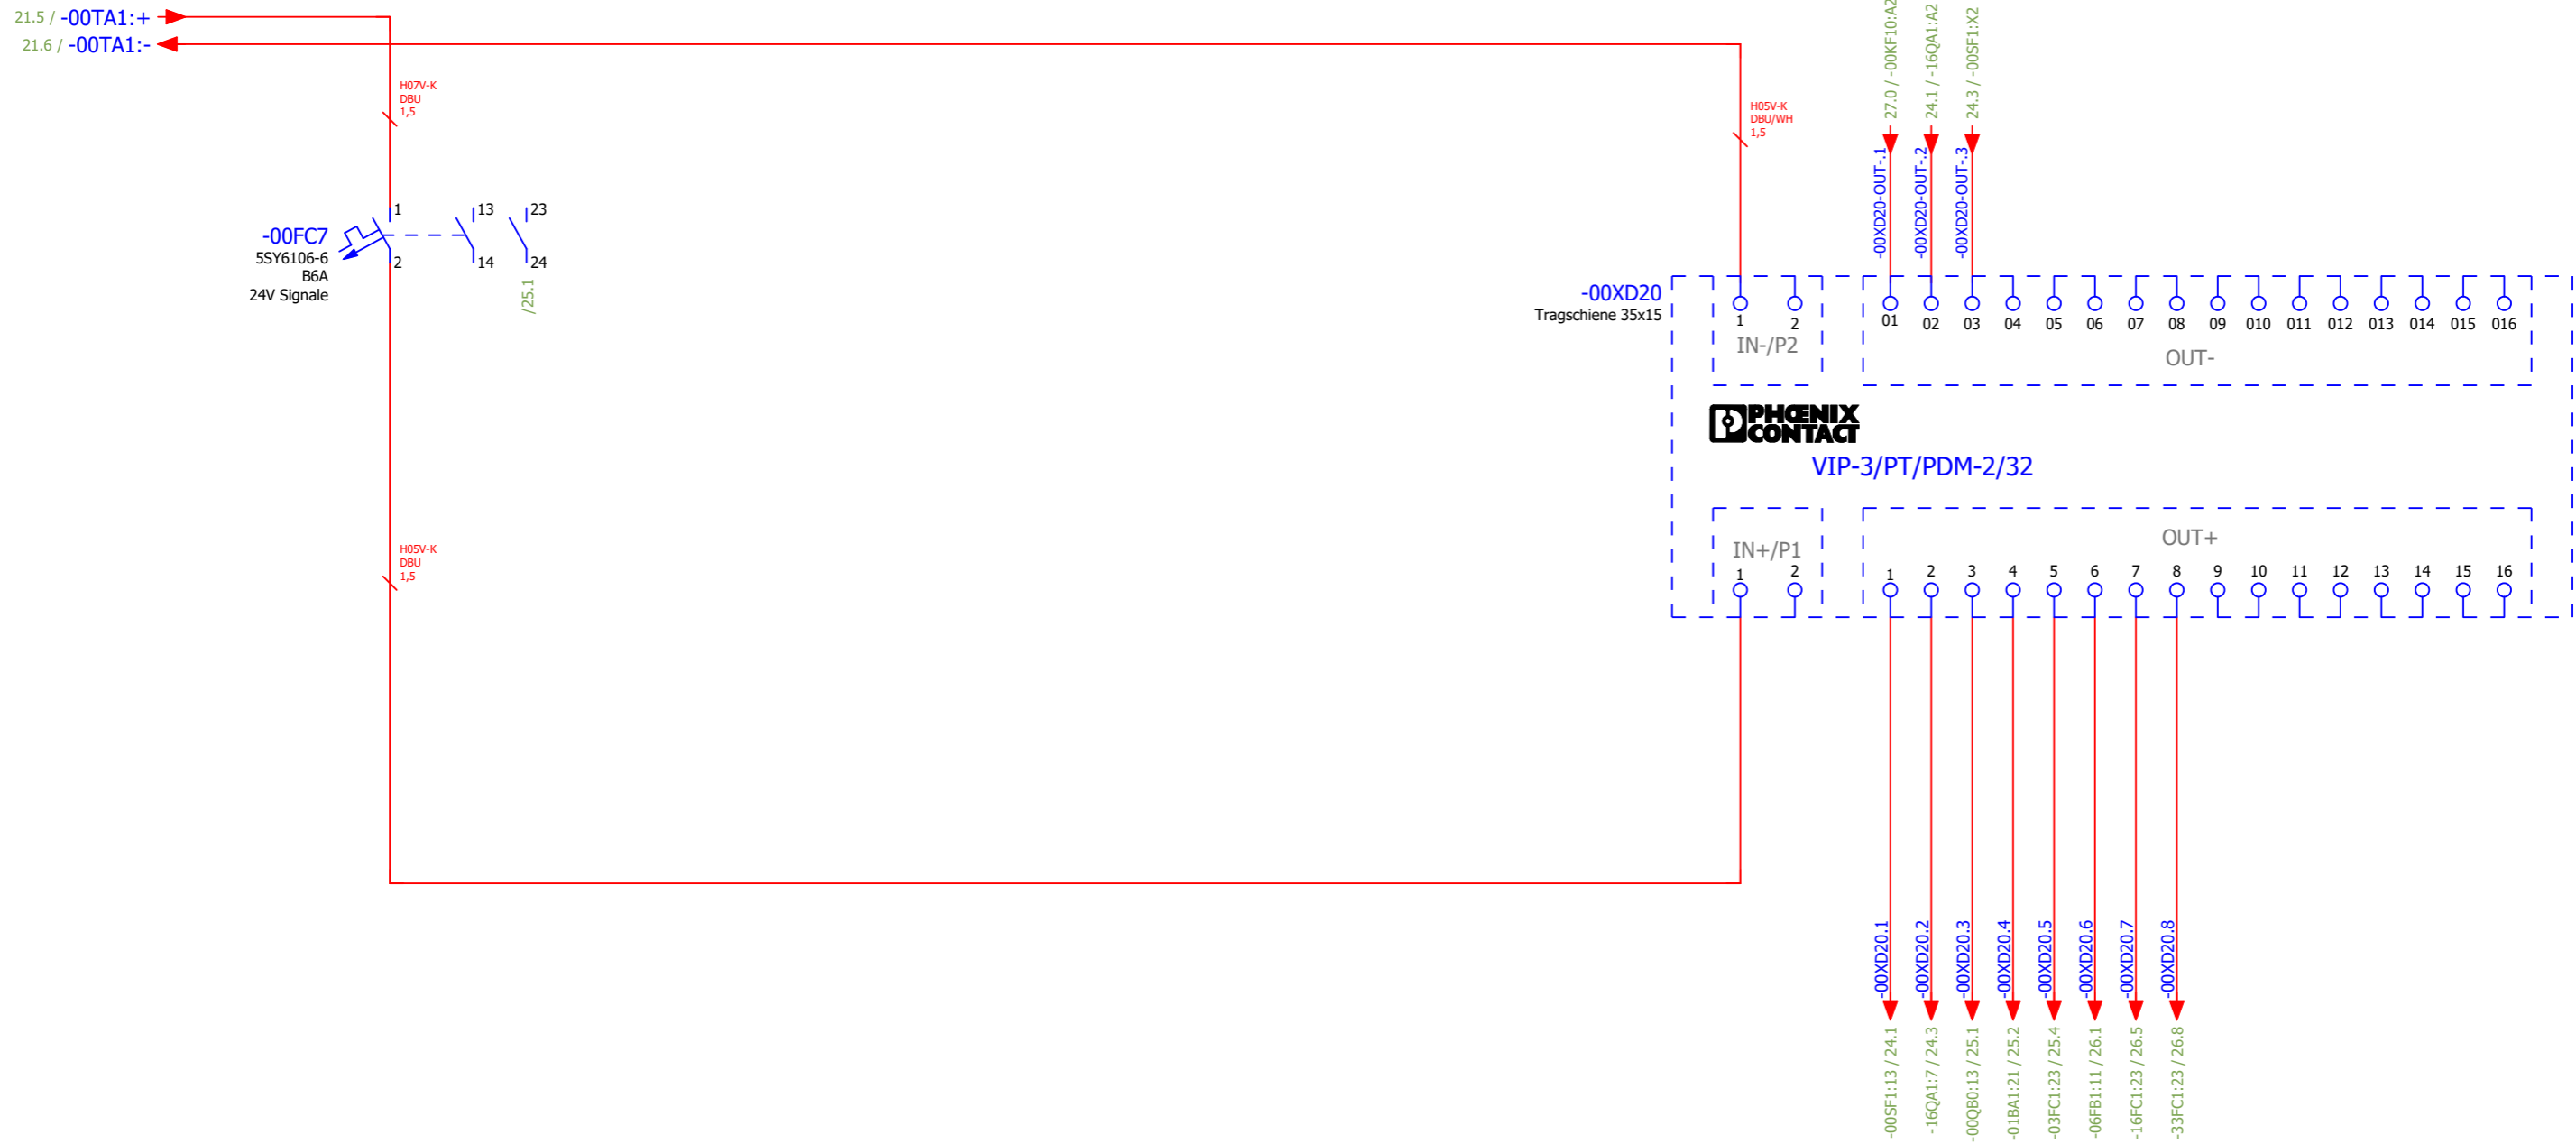 21.5 / -00TA1:+
21.6 / -00TA1:-
H07V-K
DBU
1,5
H05V-K
DBU/WH
1,5
27.0 / -00KF10:A2
24.1 / -16QA1:A2
24.3 / -00SF1:X2
-00XD20-OUT-.1
-00XD20-OUT-.2
-00XD20-OUT-.3
-00FC7
5SY6106-6
B6A
24V Signale
1
2
13
14
23
24
/25.1
-00XD20
Tragschiene 35x15
1 2
IN-/P2
01 02 03 04 05 06 07 08 09 010 011 012 013 014 015 016
OUT-
PHŒNIX
CONTACT
VIP-3/PT/PDM-2/32
IN+/P1
1 2
OUT+
1 2 3 4 5 6 7 8 9 10 11 12 13 14 15 16
H05V-K
DBU
1,5
-00XD20.1
-00XD20.2
-00XD20.3
-00XD20.4
-00XD20.5
-00XD20.6
-00XD20.7
-00XD20.8
-00SF1:13 / 24.1
-16QA1:7 / 24.3
-00QB0:13 / 25.1
-01BA1:21 / 25.2
-03FC1:23 / 25.4
-06FB1:11 / 26.1
-16FC1:23 / 26.5
-33FC1:23 / 26.8